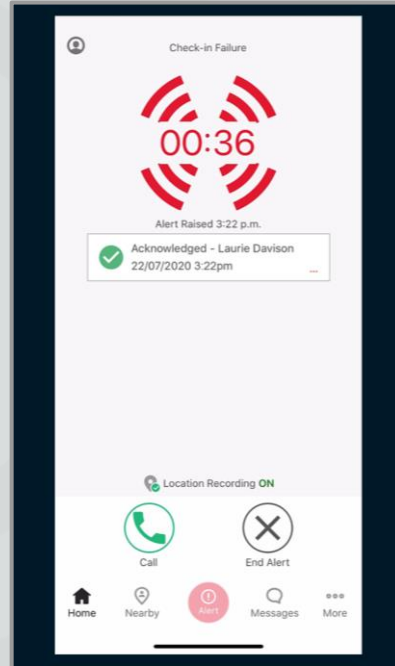 Check-in Failure
00:36
Alert Raised 3:22 p.m.
Acknowledged - Laurie Davison
22/07/2020 3:22pm
Location Recording ON
Call End Alert
Home Nearby Alert Messages More